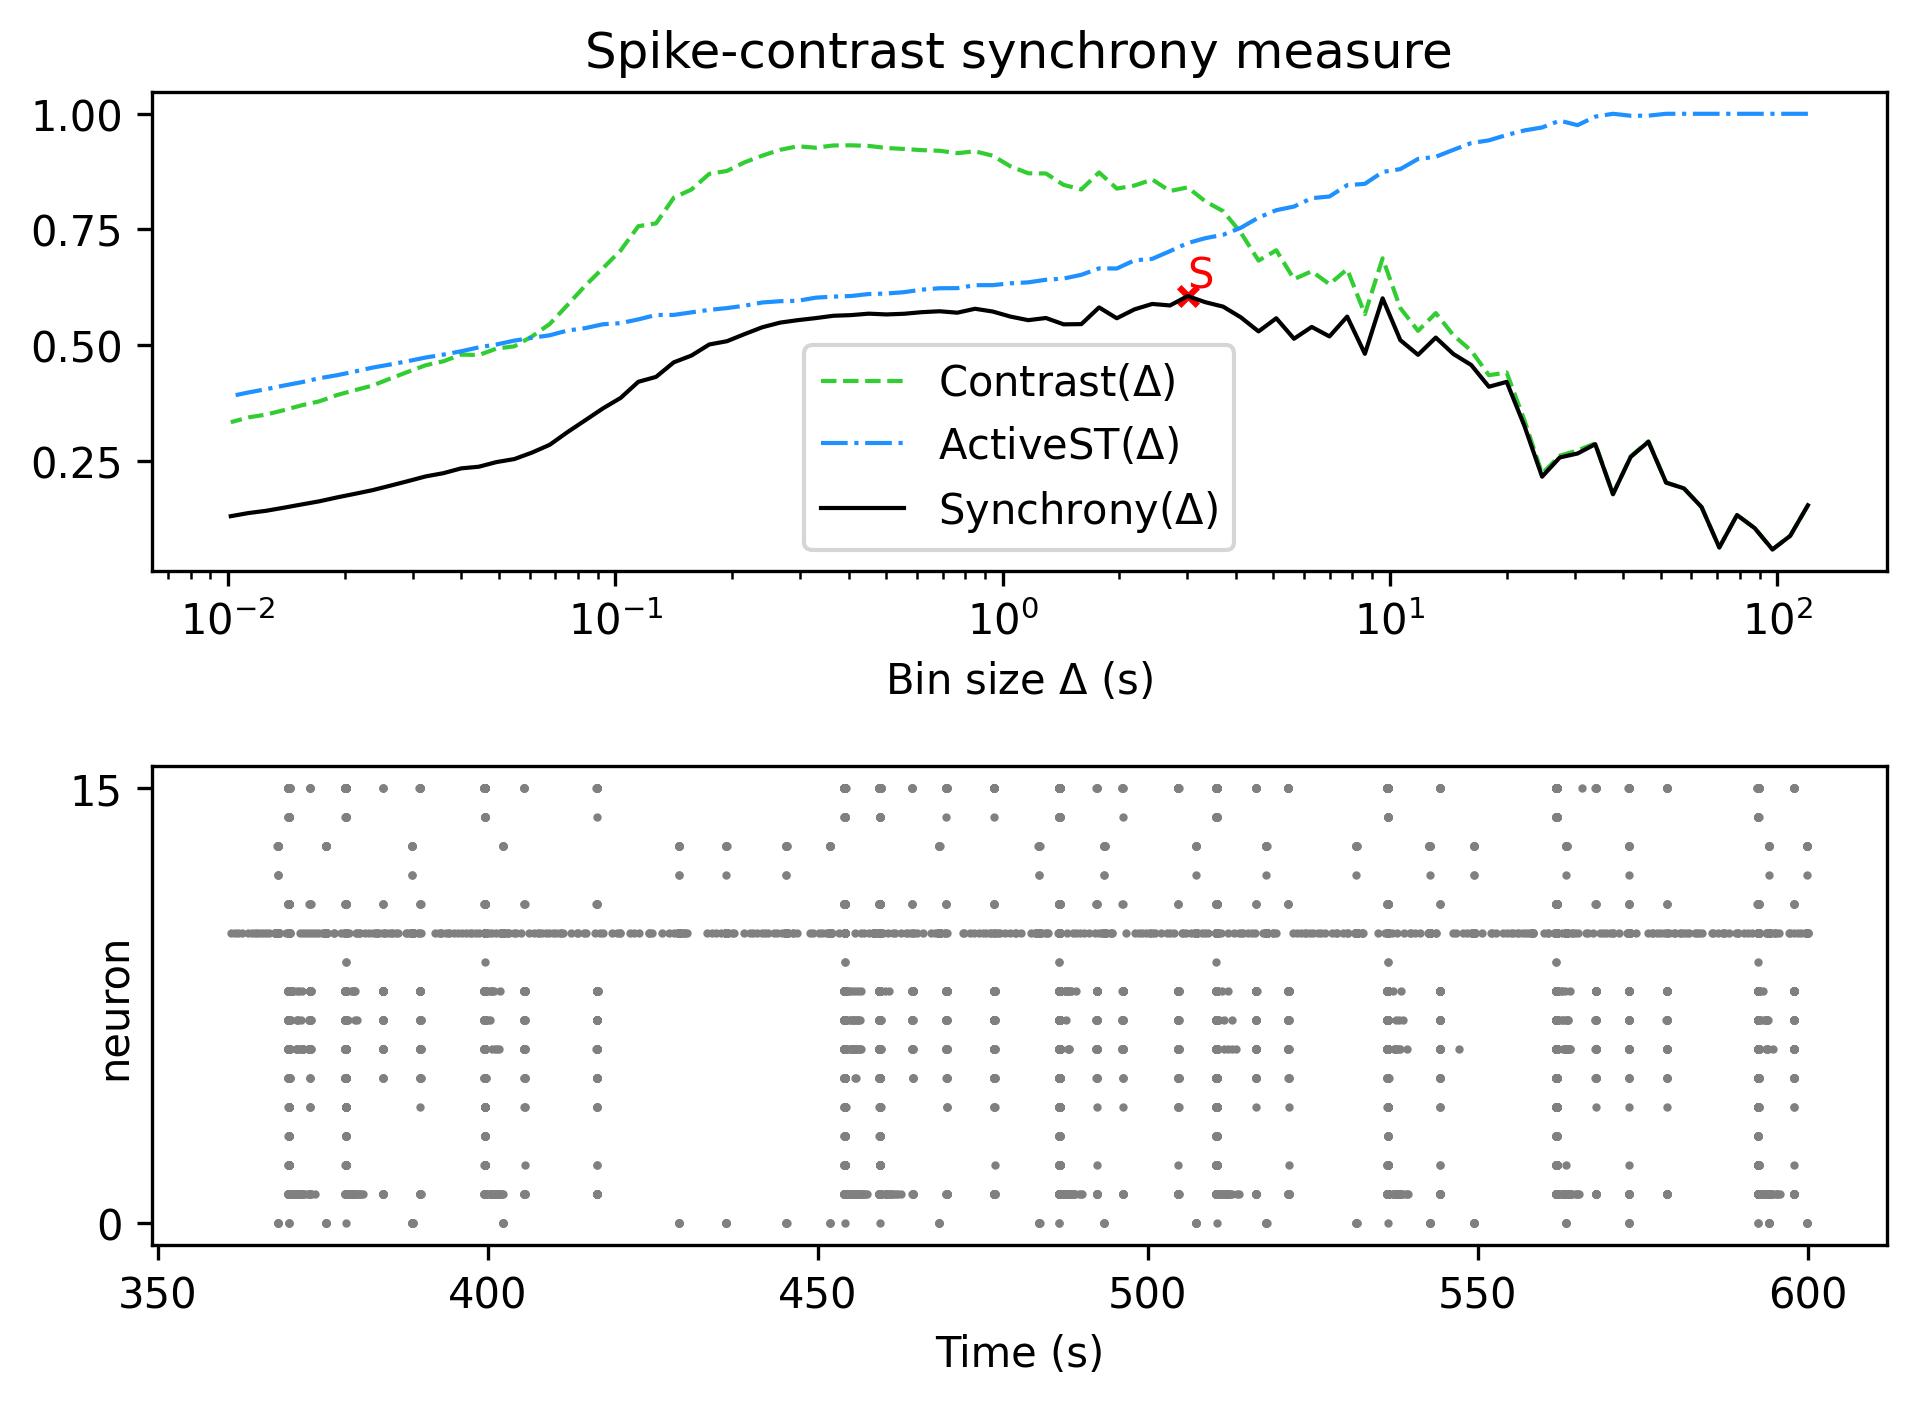 Spike-contrast synchrony measure
1.00
0.75
0.50
0.25
S
Contrast(Δ)
ActiveST(Δ)
Synchrony(Δ)
10⁻² 10⁻¹ 10⁰ 10¹ 10²
Bin size Δ (s)
15
neuron
0
350 400 450 500 550 600
Time (s)